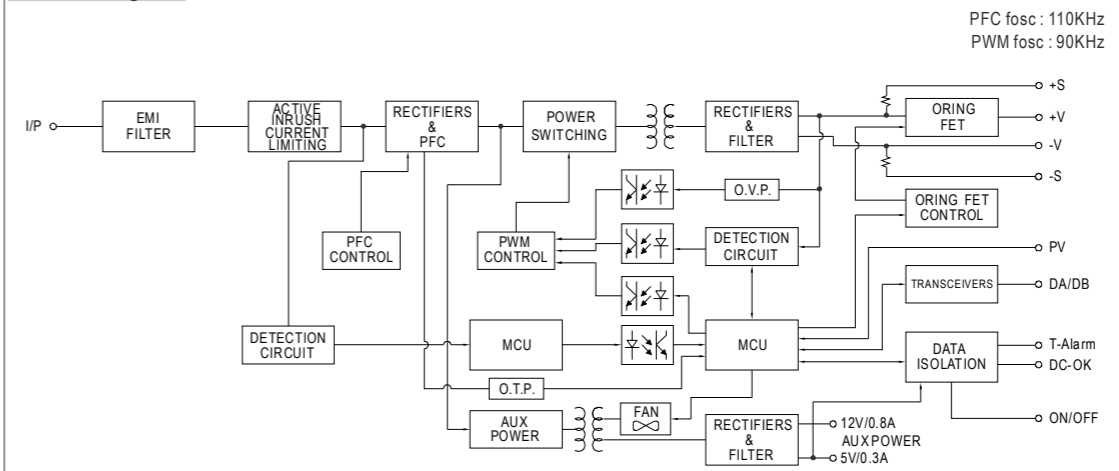 PFC fosc : 110KHz
PWM fosc : 90KHz
I/P
EMI
FILTER
ACTIVE
INRUSH
CURRENT
LIMITING
RECTIFIERS
&
PFC
POWER
SWITCHING
RECTIFIERS
&
FILTER
ORING
FET
+S
+V
-V
-S
O.V.P.
ORING FET
CONTROL
PFC
CONTROL
PWM
CONTROL
DETECTION
CIRCUIT
PV
TRANSCEIVERS
DA/DB
DETECTION
CIRCUIT
MCU
MCU
DATA
ISOLATION
T-Alarm
DC-OK
O.T.P.
ON/OFF
AUX
POWER
FAN
RECTIFIERS
&
FILTER
12V/0.8A
AUX POWER
5V/0.3A